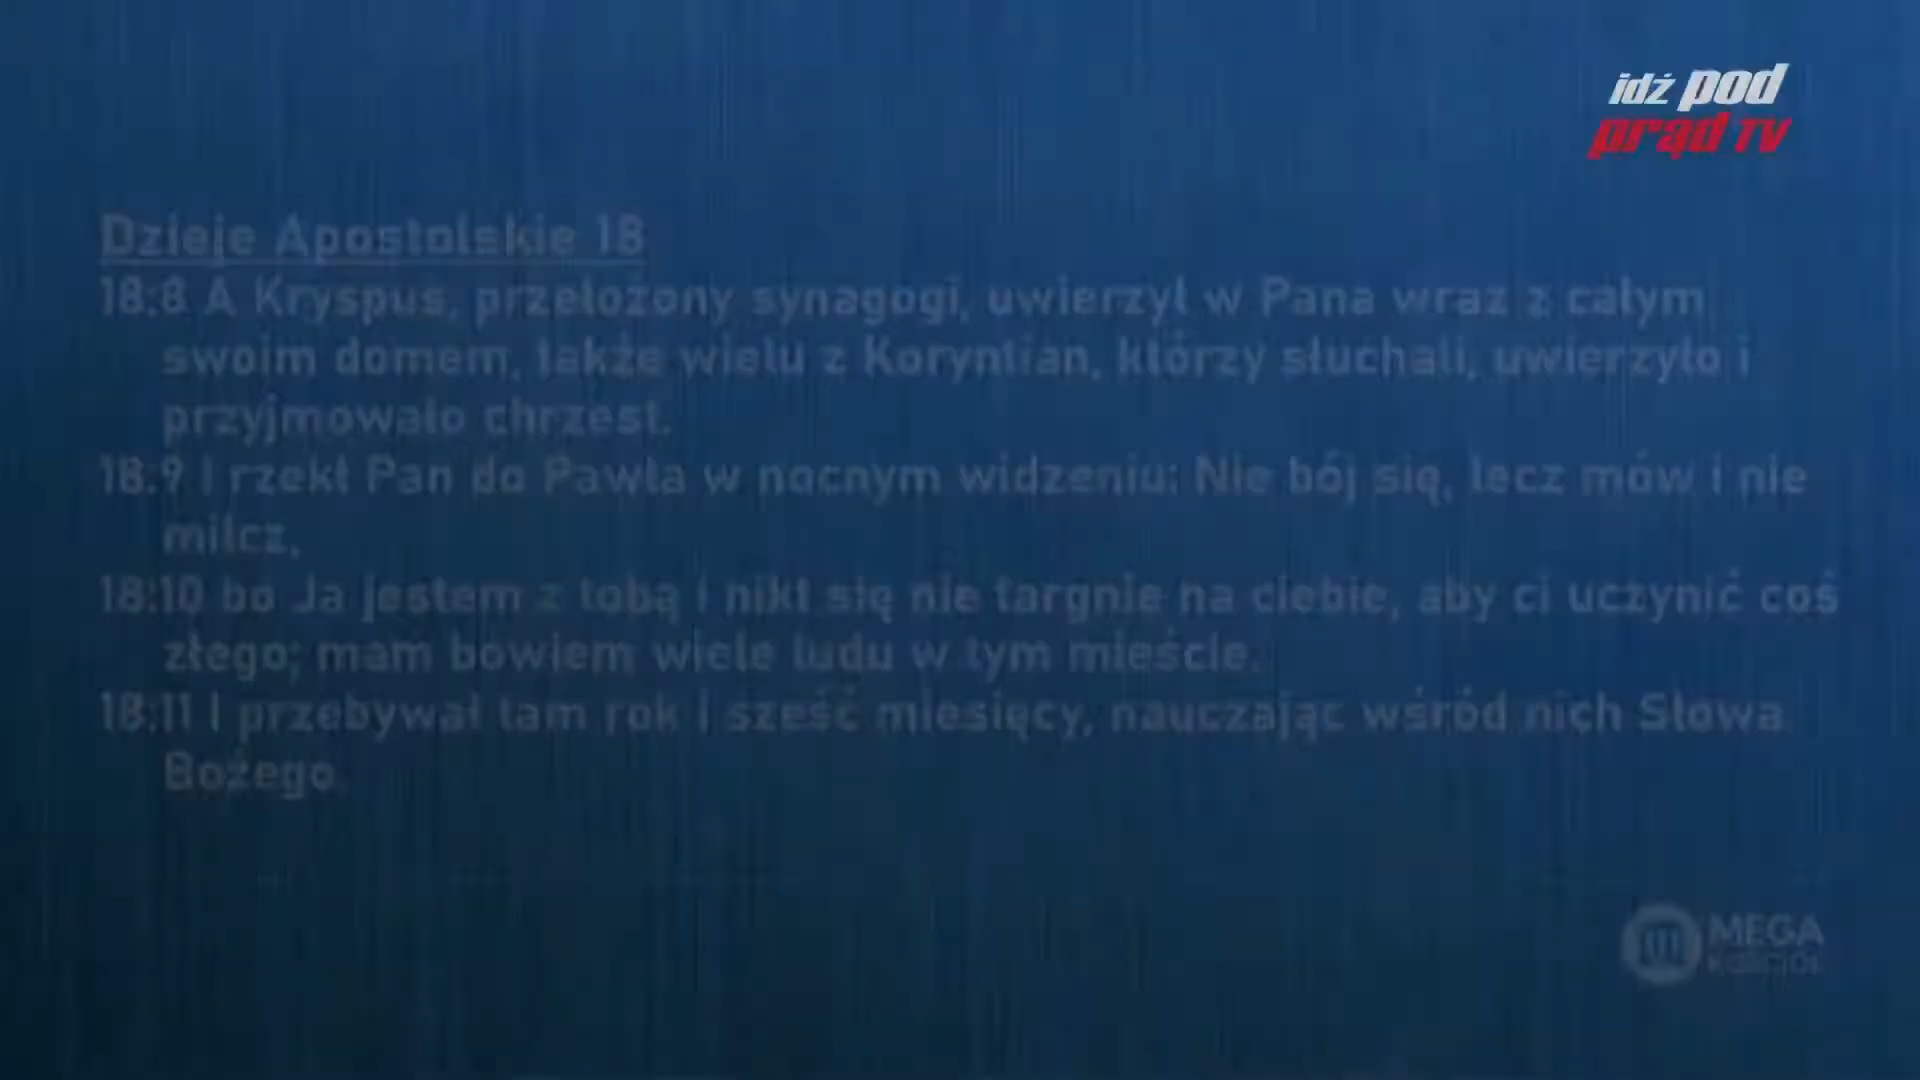 idź pod
prąd TV
Dzieje Apostolskie 18
18:8 A Kryspus, przełożony synagogi, uwierzył w Pana wraz z całym
swoim domem, także wielu z Koryntian, którzy słuchali, uwierzyło i
przyjmowało chrzest.
18:9 I rzekł Pan do Pawła w nocnym widzeniu: Nie bój się, lecz mów i nie
milcz,
18:10 bo Ja jestem z tobą i nikt się nie targnie na ciebie, aby ci uczynić coś
złego; mam bowiem wiele ludu w tym mieście.
18:11 I przebywał tam rok i sześć miesięcy, nauczając wśród nich Słowa
Bożego.
MEGA
KOŚCIÓŁ